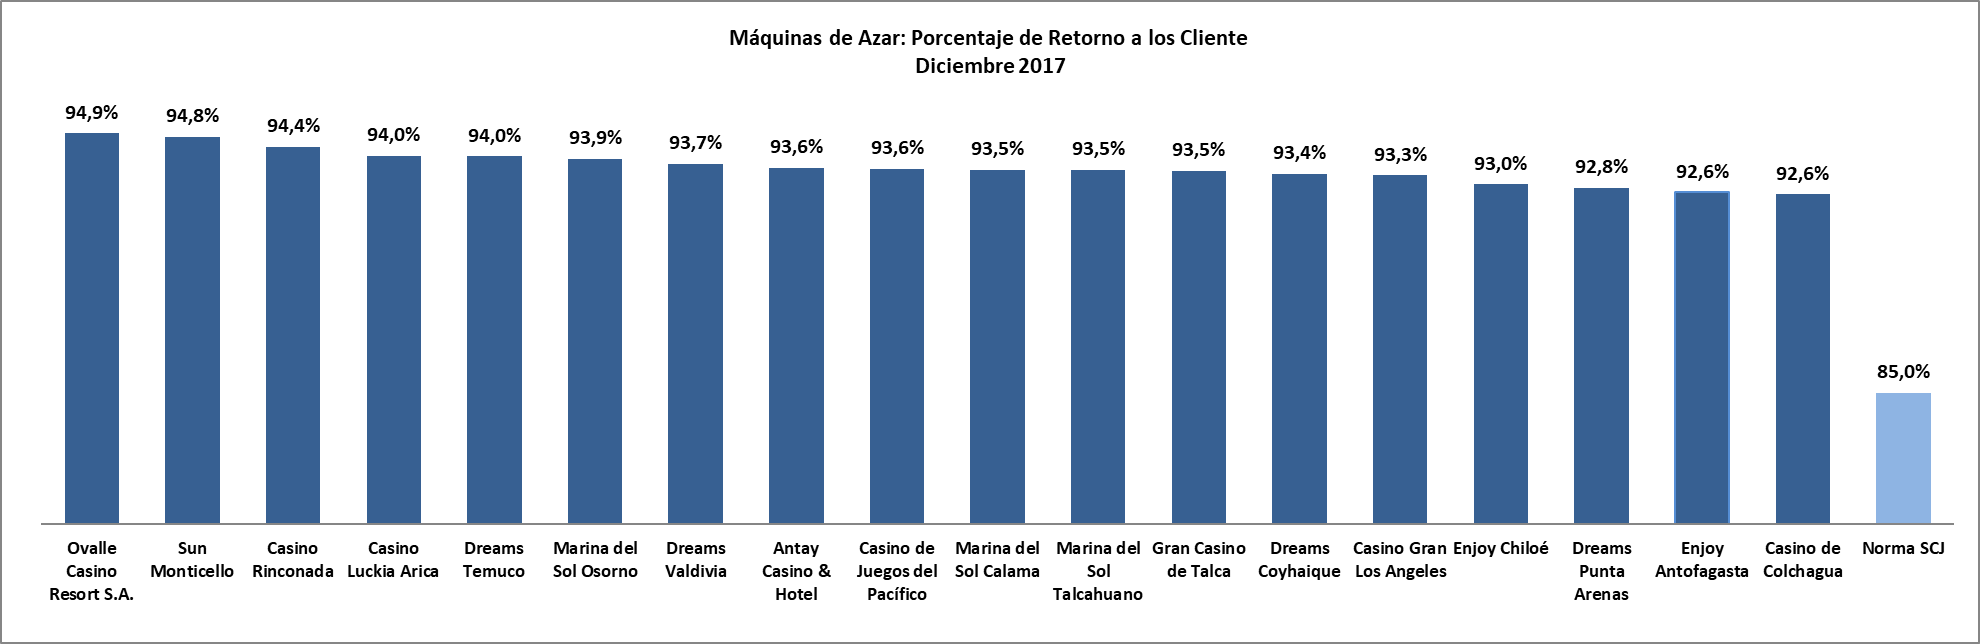 Máquinas de Azar: Porcentaje de Retorno a los Cliente
Diciembre 2017
94,9%
94,8%
94,4%
94,0%
94,0%
93,9%
93,7%
93,6%
93,6%
93,5%
93,5%
93,5%
93,4%
93,3%
93,0%
92,8%
92,6%
92,6%
85,0%
Ovalle
Casino
Resort S.A.
Sun
Monticello
Casino
Rinconada
Casino
Luckia Arica
Dreams
Temuco
Marina del
Sol Osorno
Dreams
Valdivia
Antay
Casino &
Hotel
Casino de
Juegos del
Pacífico
Marina del
Sol Calama
Marina del
Sol
Talcahuano
Gran Casino
de Talca
Dreams
Coyhaique
Casino Gran
Los Angeles
Enjoy Chiloé
Dreams
Punta
Arenas
Enjoy
Antofagasta
Casino de
Colchagua
Norma SCJ